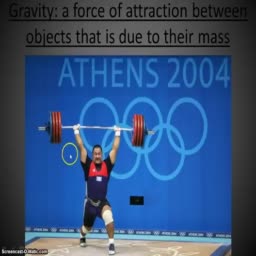 Gravity: a force of attraction between
objects that is due to their mass
ATHENS 2004